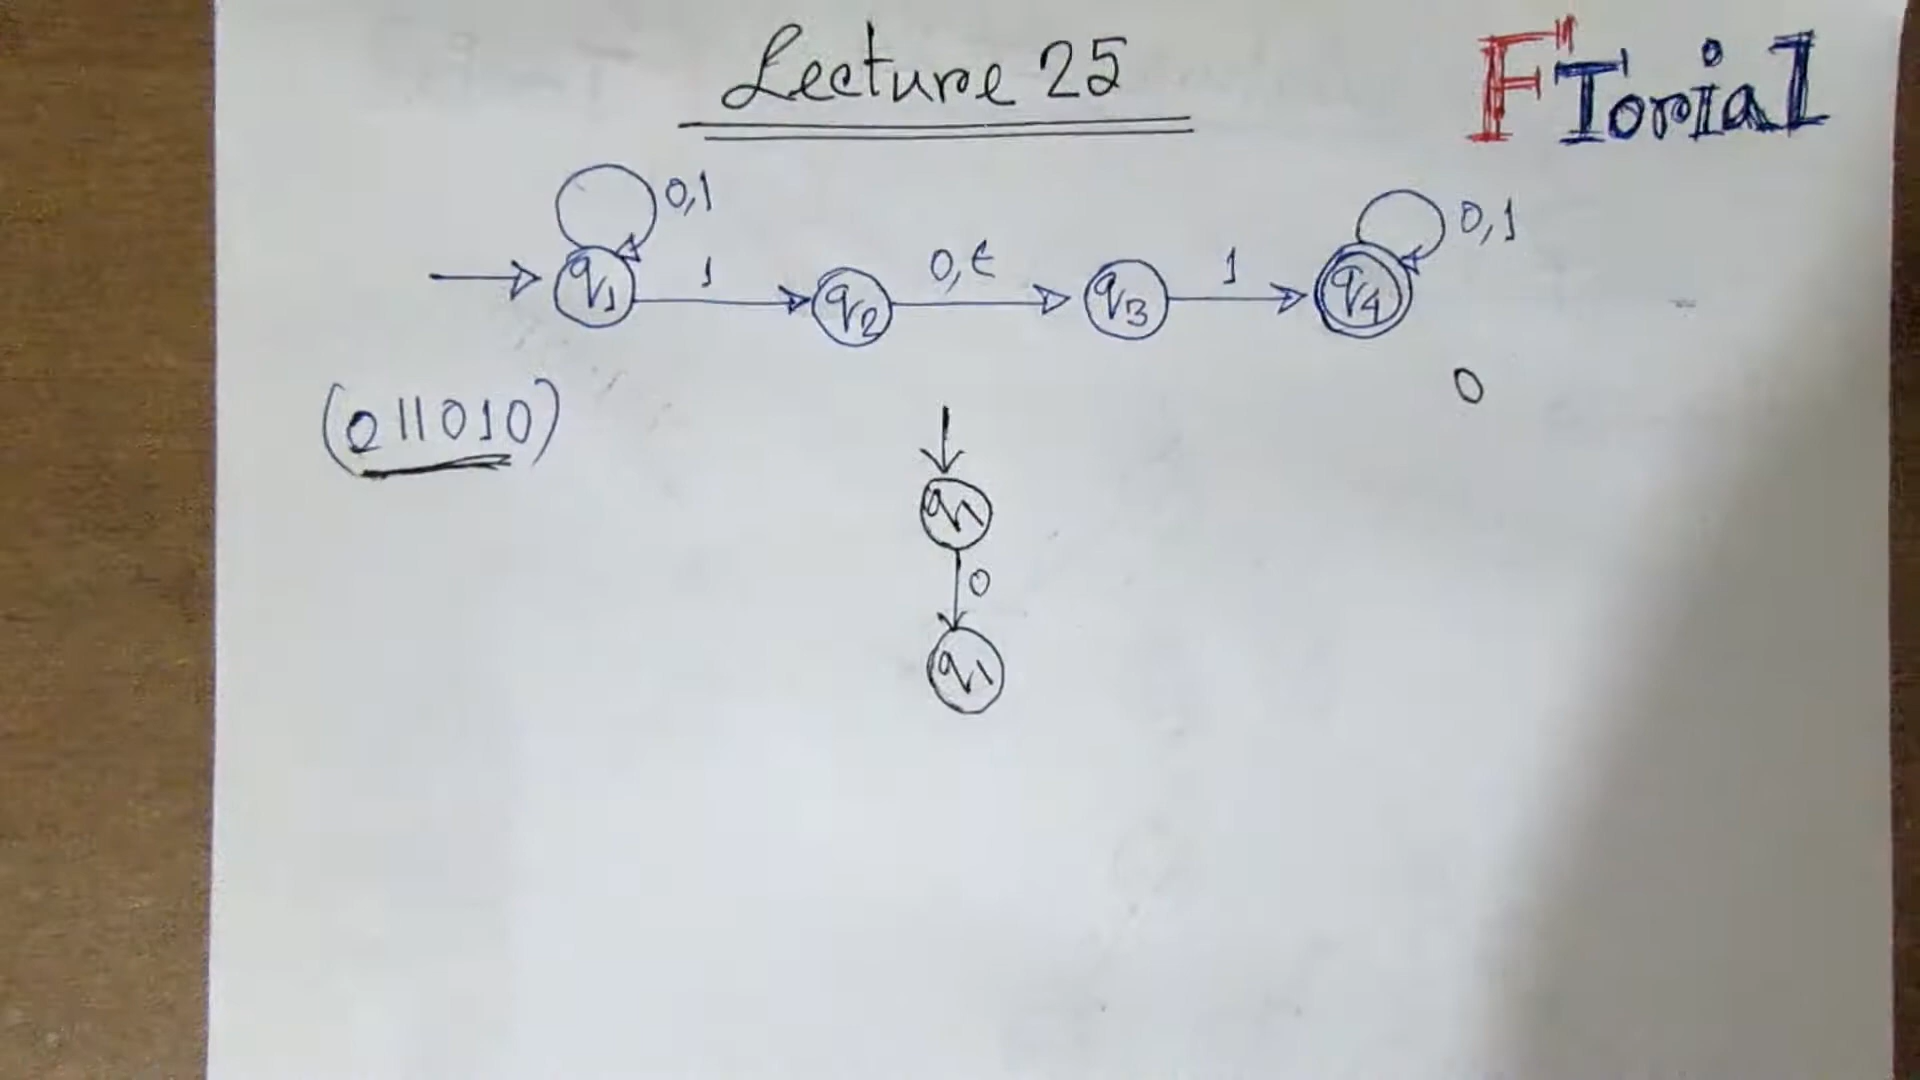 Lecture 25
FTorial
0,1
0,1
q1
1
q2
0,ε
q3
1
q4
(011010)
0
q1
0
q1